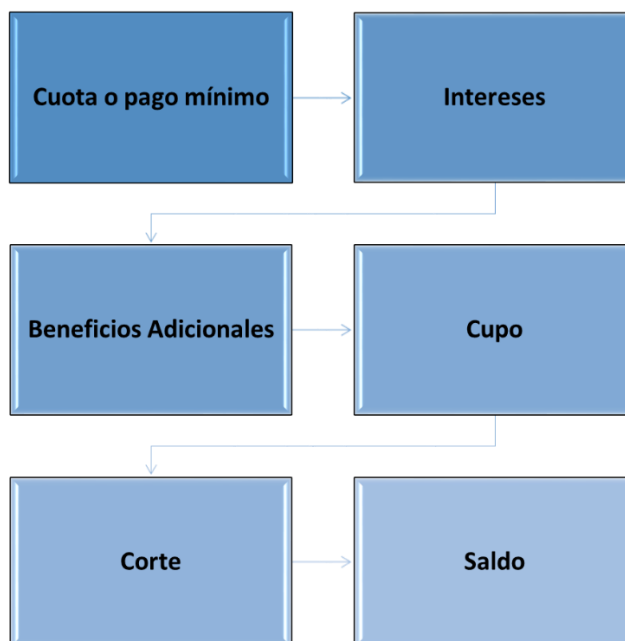 Cuota o pago mínimo
Intereses
Beneficios Adicionales
Cupo
Corte
Saldo